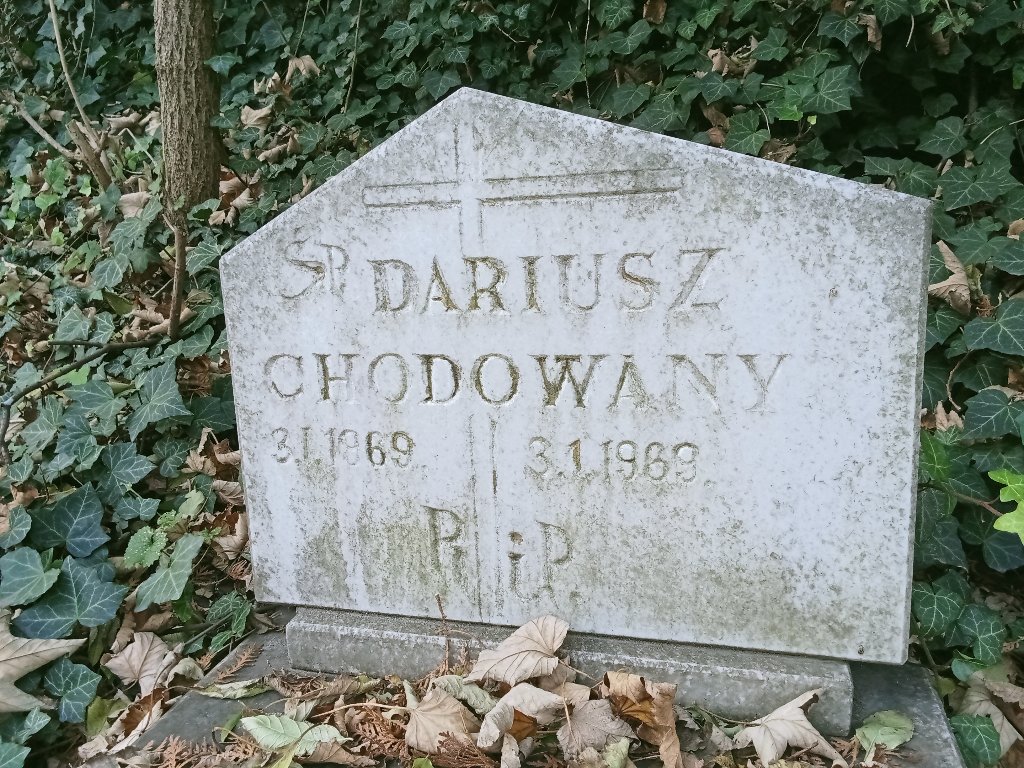 ŚP. DARIUSZ
CHODOWANY
3.1.1969. 3.1.1969.
R.i.P.